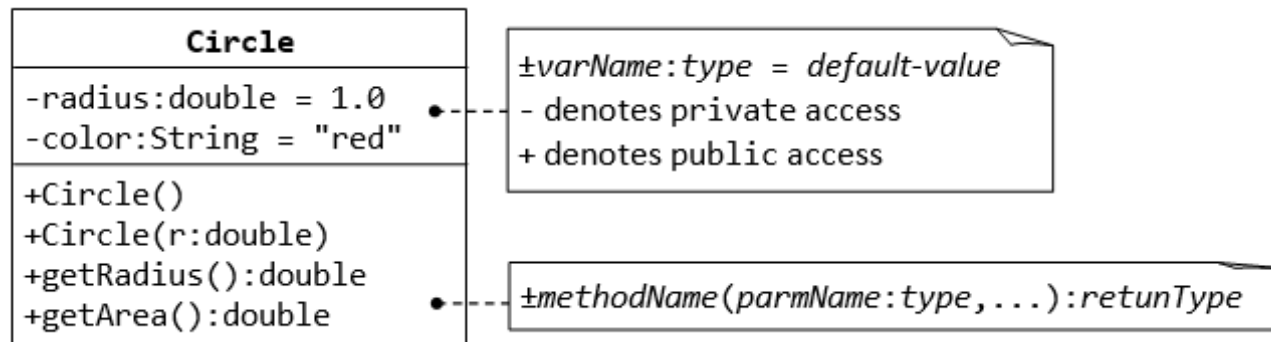 Circle
-radius:double = 1.0
-color:String = "red"
+Circle()
+Circle(r:double)
+getRadius():double
+getArea():double
±varName:type = default-value
- denotes private access
+ denotes public access
±methodName(parmName:type,...):retunType